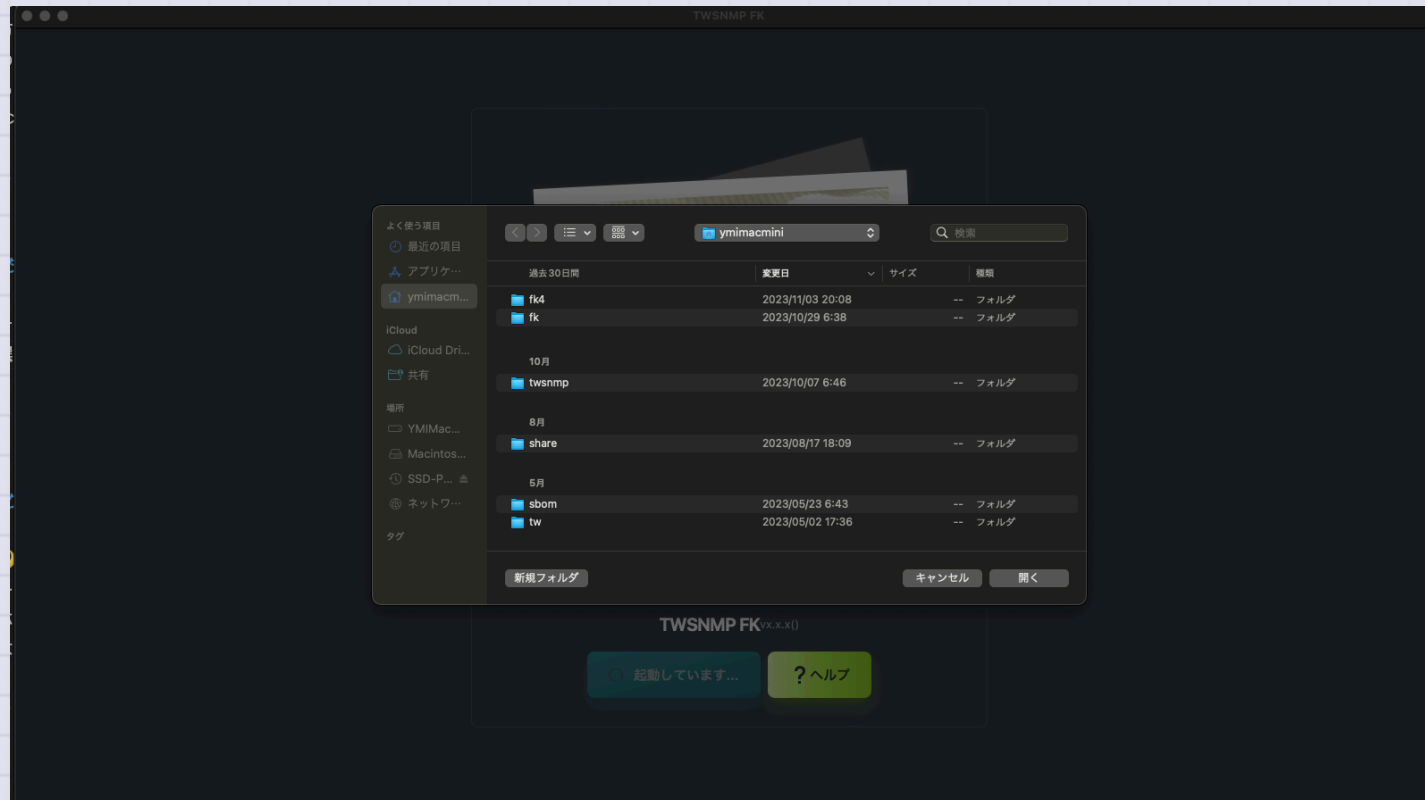 TWSNMP FK
よく使う項目
最近の項目
アプリケ…
ymimacm...
iCloud
iCloud Dri...
共有
場所
YMIMac...
Macintos...
SSD-P...
ネットワ…
タグ
ymimacmini
検索
過去30日間 変更日 サイズ 種類
fk4 2023/11/03 20:08 -- フォルダ
fk 2023/10/29 6:38 -- フォルダ
10月
twsnmp 2023/10/07 6:46 -- フォルダ
8月
share 2023/08/17 18:09 -- フォルダ
5月
sbom 2023/05/23 6:43 -- フォルダ
tw 2023/05/02 17:36 -- フォルダ
新規フォルダ キャンセル 開く
TWSNMP FK vx.x.x()
起動しています... ?ヘルプ